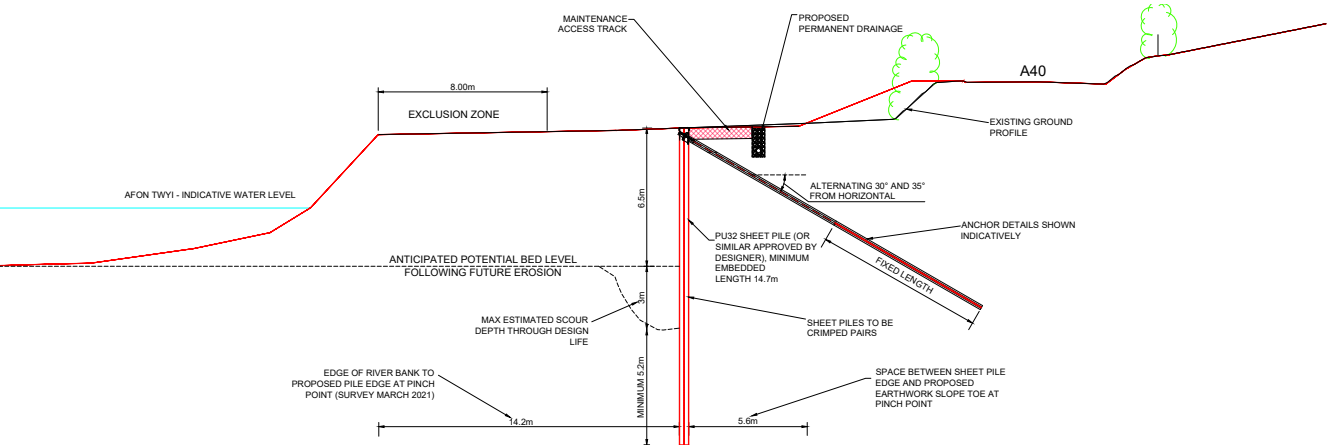 MAINTENANCE
ACCESS TRACK
PROPOSED
PERMANENT DRAINAGE
A40
8.00m
EXCLUSION ZONE
EXISTING GROUND
PROFILE
AFON TWYI - INDICATIVE WATER LEVEL
6.5m
ALTERNATING 30° AND 35°
FROM HORIZONTAL
ANCHOR DETAILS SHOWN
INDICATIVELY
PU32 SHEET PILE (OR
SIMILAR APPROVED BY
DESIGNER), MINIMUM
EMBEDDED
LENGTH 14.7m
FIXED LENGTH
ANTICIPATED POTENTIAL BED LEVEL
FOLLOWING FUTURE EROSION
3m
MAX ESTIMATED SCOUR
DEPTH THROUGH DESIGN
LIFE
SHEET PILES TO BE
CRIMPED PAIRS
MINIMUM 5.2m
EDGE OF RIVER BANK TO
PROPOSED PILE EDGE AT PINCH
POINT (SURVEY MARCH 2021)
SPACE BETWEEN SHEET PILE
EDGE AND PROPOSED
EARTHWORK SLOPE TOE AT
PINCH POINT
14.2m
5.6m